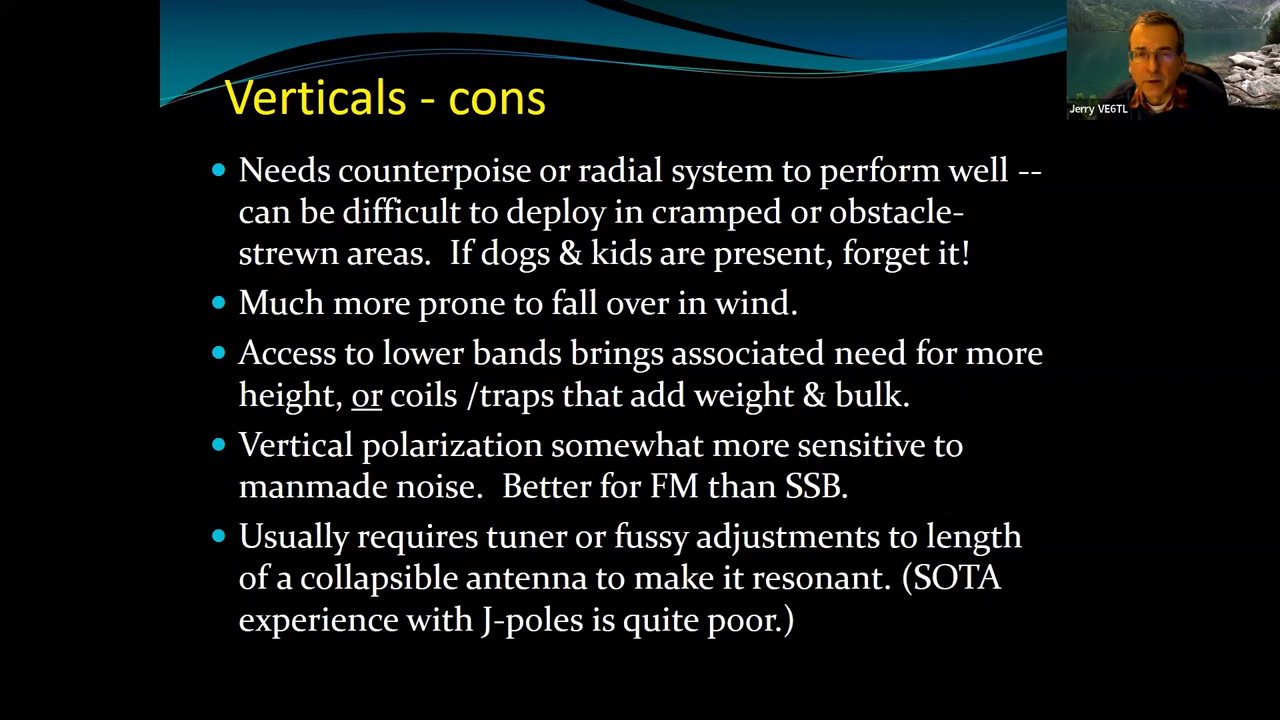 Verticals - cons
Jerry VE6TL
• Needs counterpoise or radial system to perform well --
can be difficult to deploy in cramped or obstacle-
strewn areas.  If dogs & kids are present, forget it!
• Much more prone to fall over in wind.
• Access to lower bands brings associated need for more
height, or coils /traps that add weight & bulk.
• Vertical polarization somewhat more sensitive to
manmade noise.  Better for FM than SSB.
• Usually requires tuner or fussy adjustments to length
of a collapsible antenna to make it resonant. (SOTA
experience with J-poles is quite poor.)